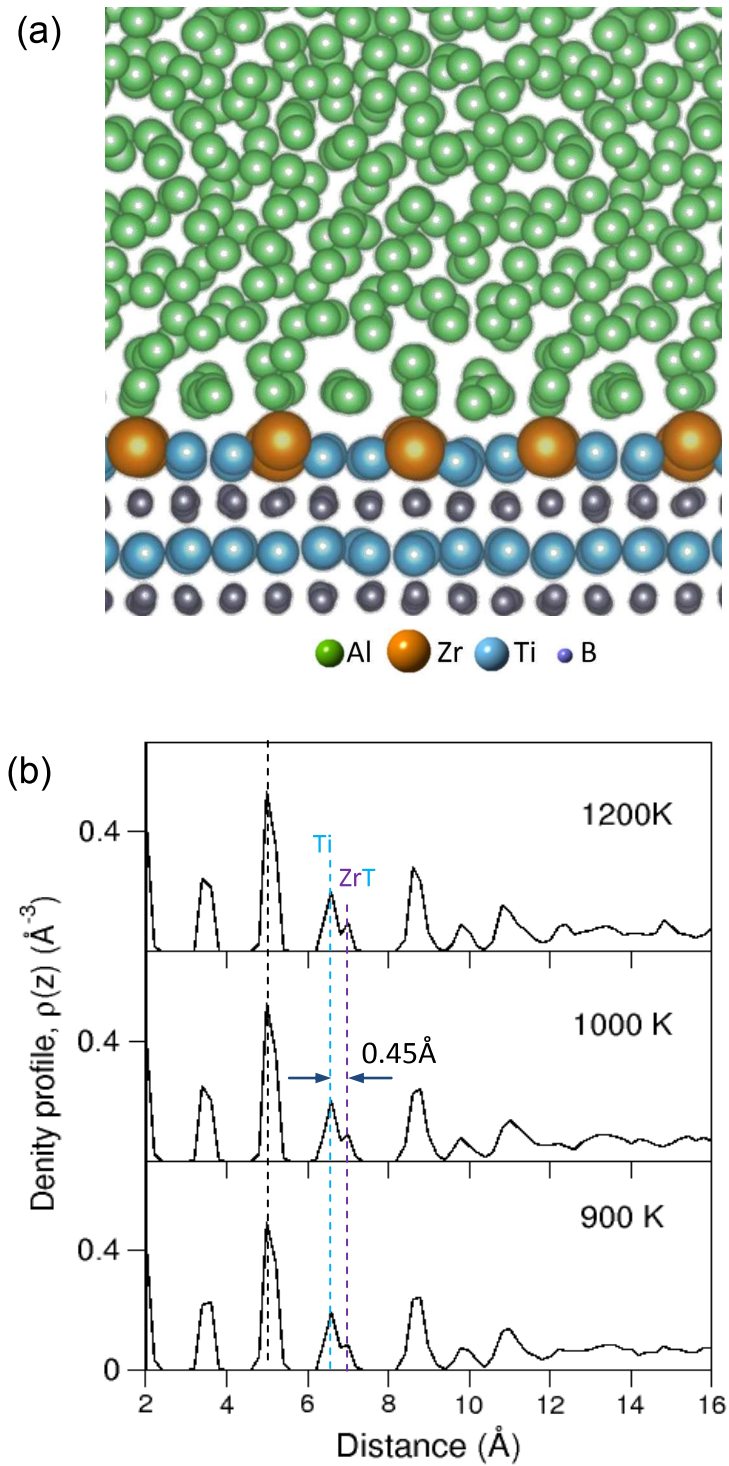 (a)
Al Zr Ti B
(b)
1200K
0.4
Ti
ZrT
1000 K
0.4
0.45Å
900 K
0.4
0
Denity profile, ρ(z) (Å⁻³)
2 4 6 8 10 12 14 16
Distance (Å)